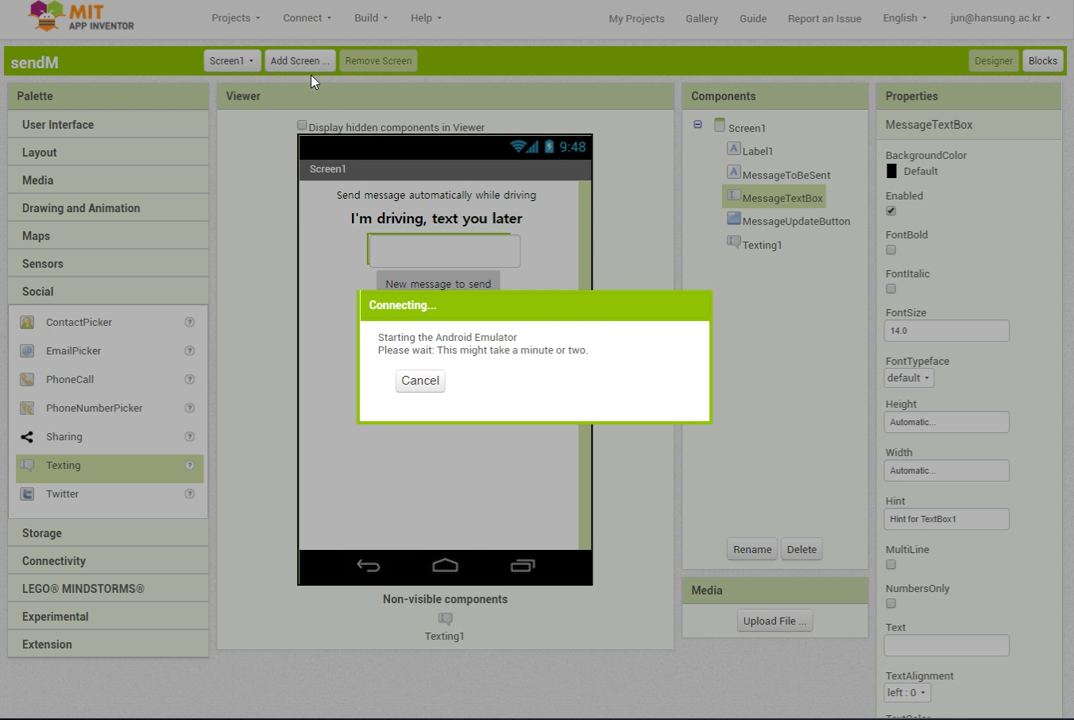 MIT
APP INVENTOR
Projects
Connect
Build
Help
My Projects
Gallery
Guide
Report an Issue
English
jun@hansung.ac.kr
sendM
Screen1
Add Screen ...
Remove Screen
Designer
Blocks
Palette
User Interface
Layout
Media
Drawing and Animation
Maps
Sensors
Social
ContactPicker
EmailPicker
PhoneCall
PhoneNumberPicker
Sharing
Texting
Twitter
Storage
Connectivity
LEGO® MINDSTORMS®
Experimental
Extension
Viewer
Display hidden components in Viewer
9:48
Screen1
Send message automatically while driving
I'm driving, text you later
New message to send
Connecting...
Starting the Android Emulator
Please wait: This might take a minute or two.
Cancel
Non-visible components
Texting1
Components
Screen1
Label1
MessageToBeSent
MessageTextBox
MessageUpdateButton
Texting1
Rename
Delete
Media
Upload File ...
Properties
MessageTextBox
BackgroundColor
Default
Enabled
FontBold
FontItalic
FontSize
14.0
FontTypeface
default
Height
Automatic...
Width
Automatic...
Hint
Hint for TextBox1
MultiLine
NumbersOnly
Text
TextAlignment
left : 0